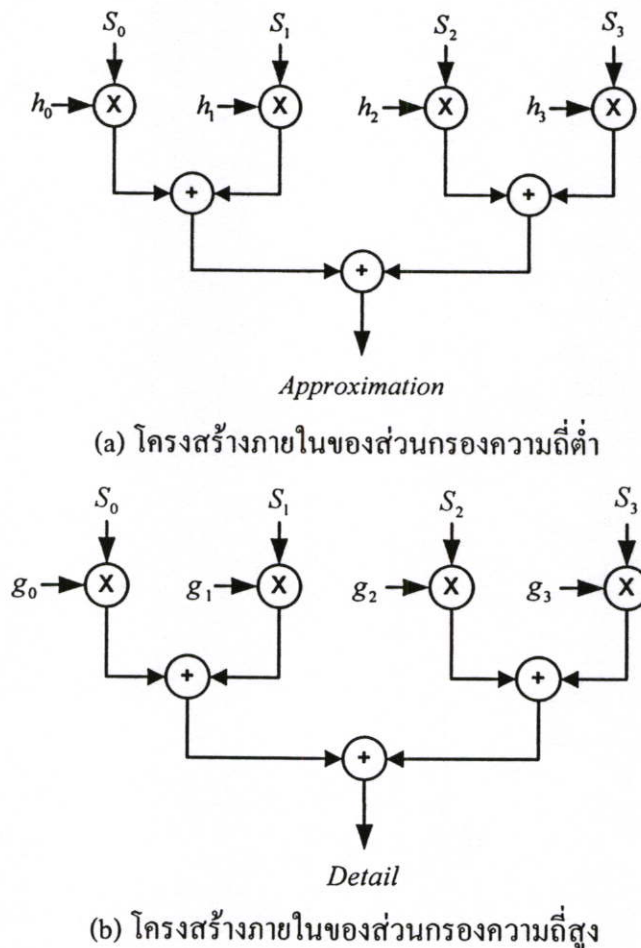 S₀ S₁ S₂ S₃
h₀ X h₁ X h₂ X h₃ X
+ +
+
Approximation
(a) โครงสร้างภายในของส่วนกรองความถี่ต่ำ
S₀ S₁ S₂ S₃
g₀ X g₁ X g₂ X g₃ X
+ +
+
Detail
(b) โครงสร้างภายในของส่วนกรองความถี่สูง